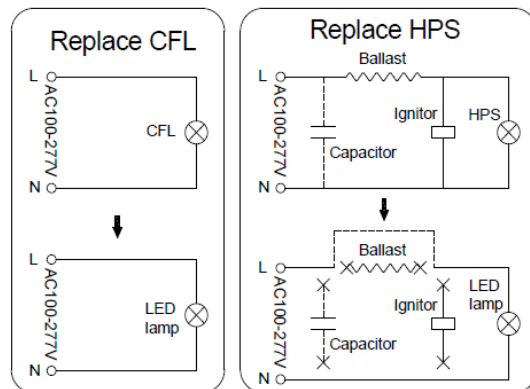 Replace CFL
L
AC100-277V
CFL
N
L
AC100-277V
LED
lamp
N
Replace HPS
Ballast
L
AC100-277V
Ignitor
HPS
Capacitor
N
Ballast
L
AC100-277V
LED
lamp
Ignitor
Capacitor
N